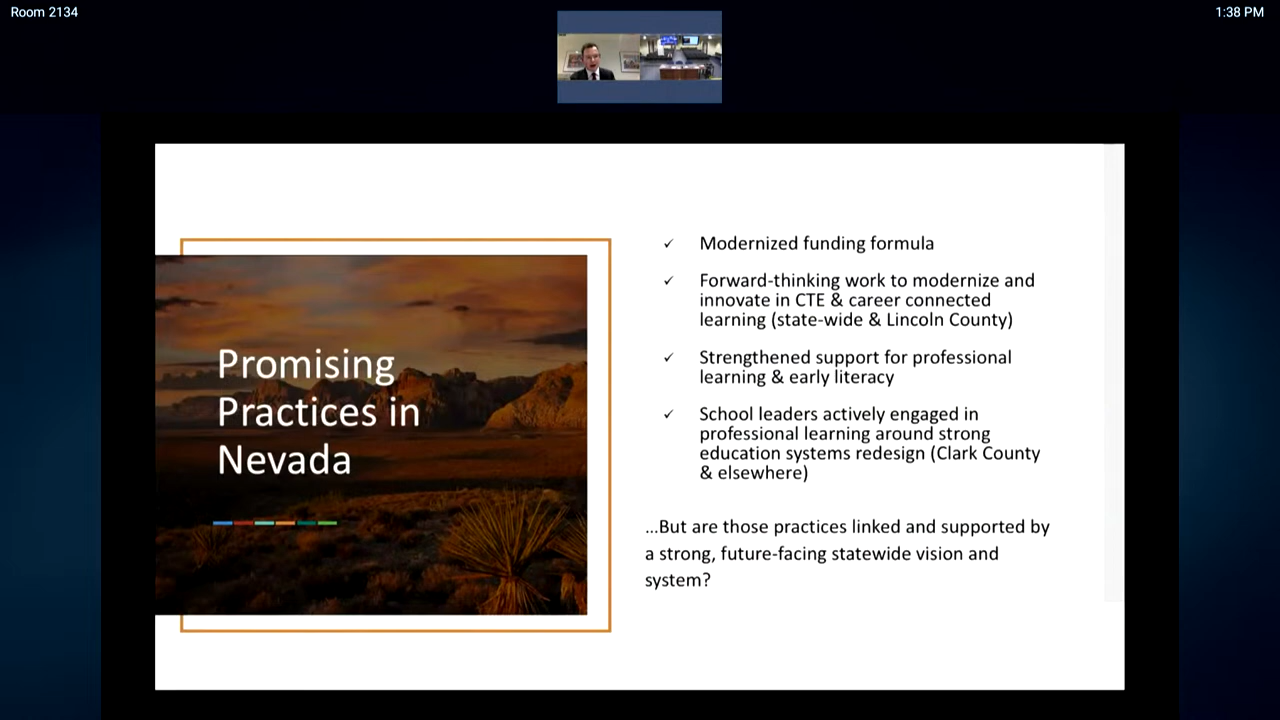 Room 2134
1:38 PM
Promising
Practices in
Nevada
✓ Modernized funding formula
✓ Forward-thinking work to modernize and
innovate in CTE & career connected
learning (state-wide & Lincoln County)
✓ Strengthened support for professional
learning & early literacy
✓ School leaders actively engaged in
professional learning around strong
education systems redesign (Clark County
& elsewhere)
...But are those practices linked and supported by
a strong, future-facing statewide vision and
system?